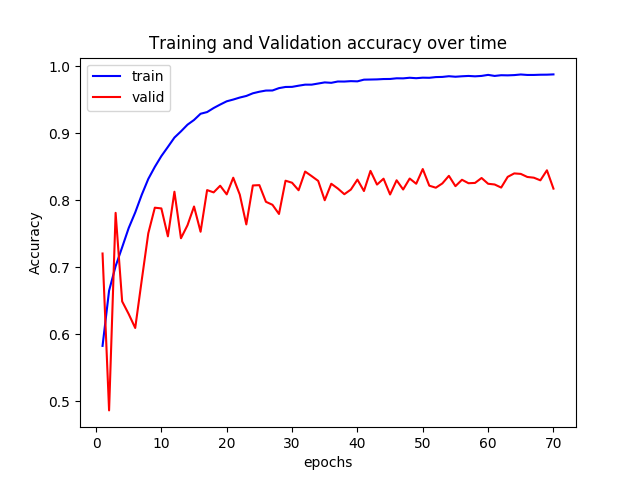 Training and Validation accuracy over time
train
valid
1.0
0.9
0.8
0.7
0.6
0.5
Accuracy
0 10 20 30 40 50 60 70
epochs